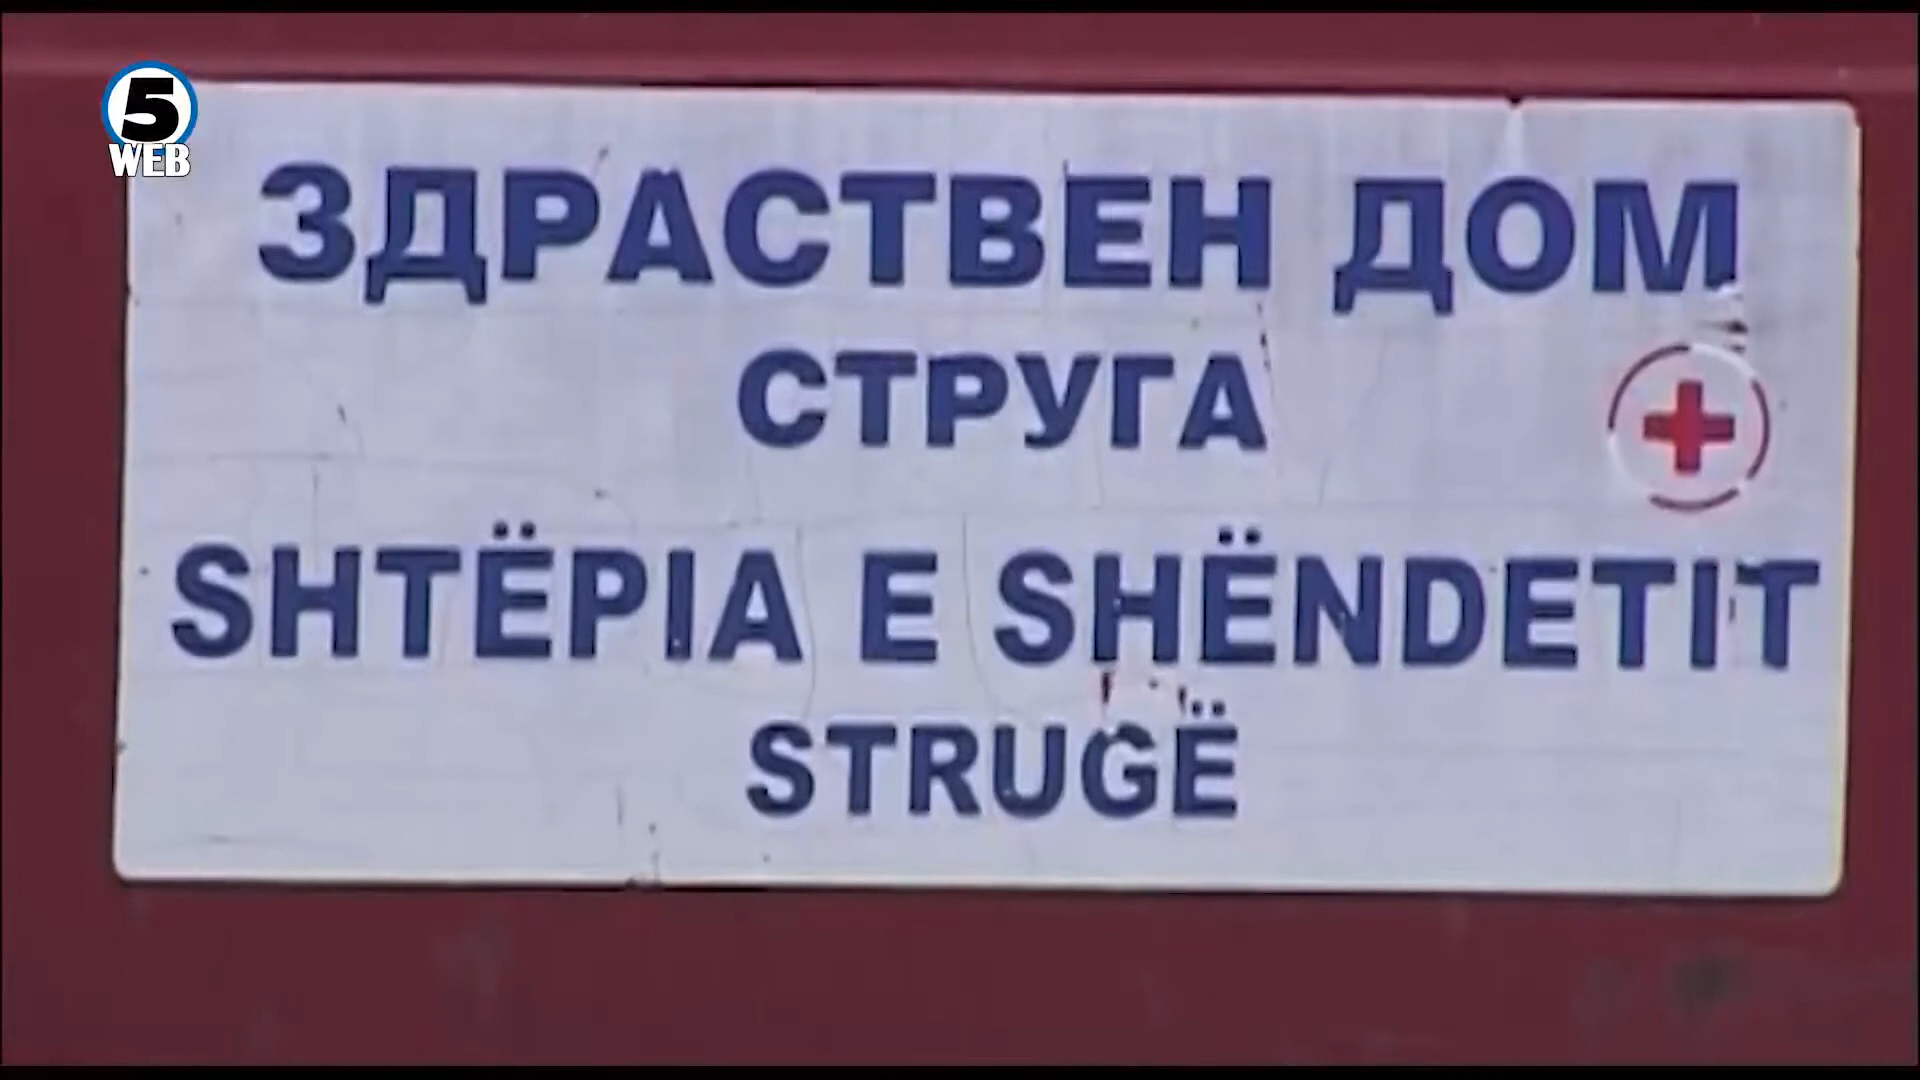 5
WEB
ЗДРАСТВЕН ДОМ
СТРУГА
SHTËPIA E SHËNDETIT
STRUGË